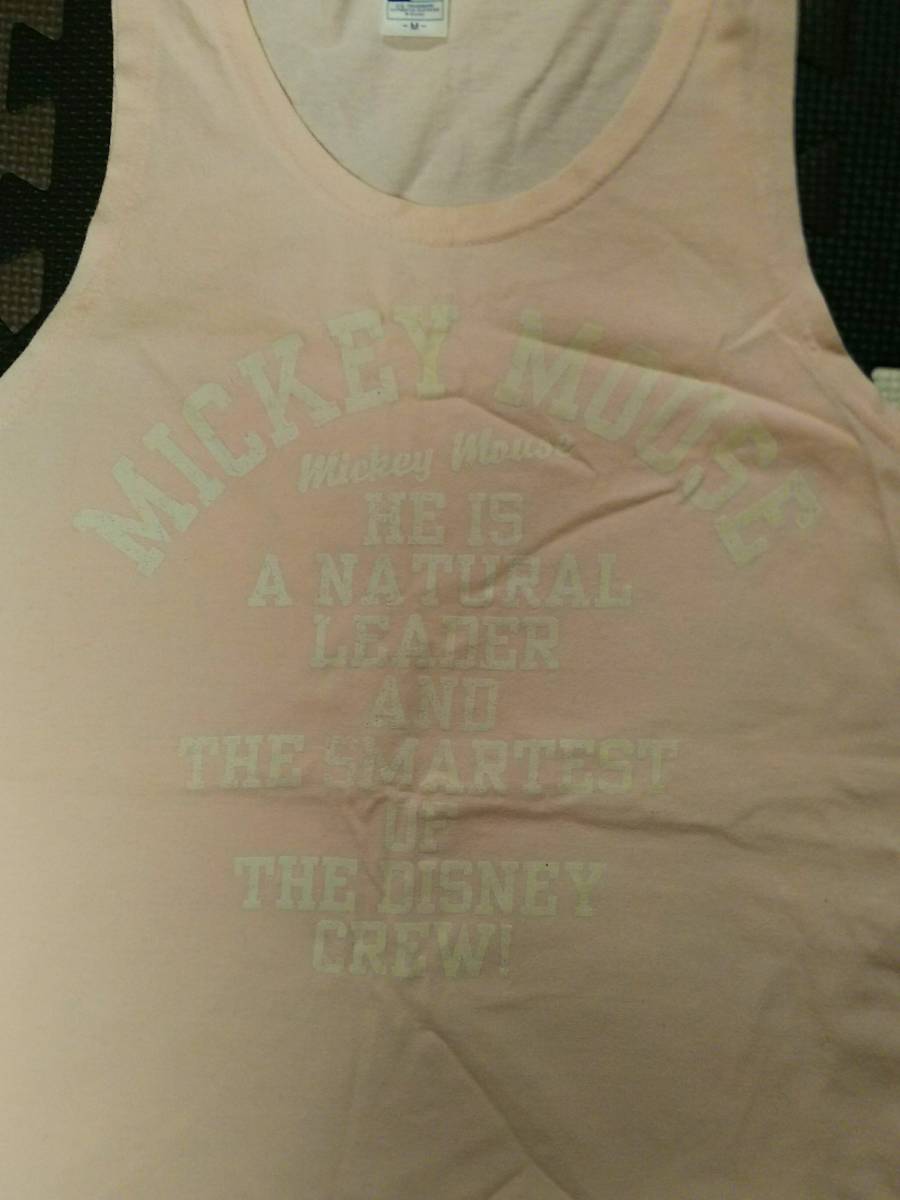 -M-
MICKEY MOUSE
Mickey Mouse
HE IS
A NATURAL
LEADER
AND
THE SMARTEST
OF
THE DISNEY
CREW!